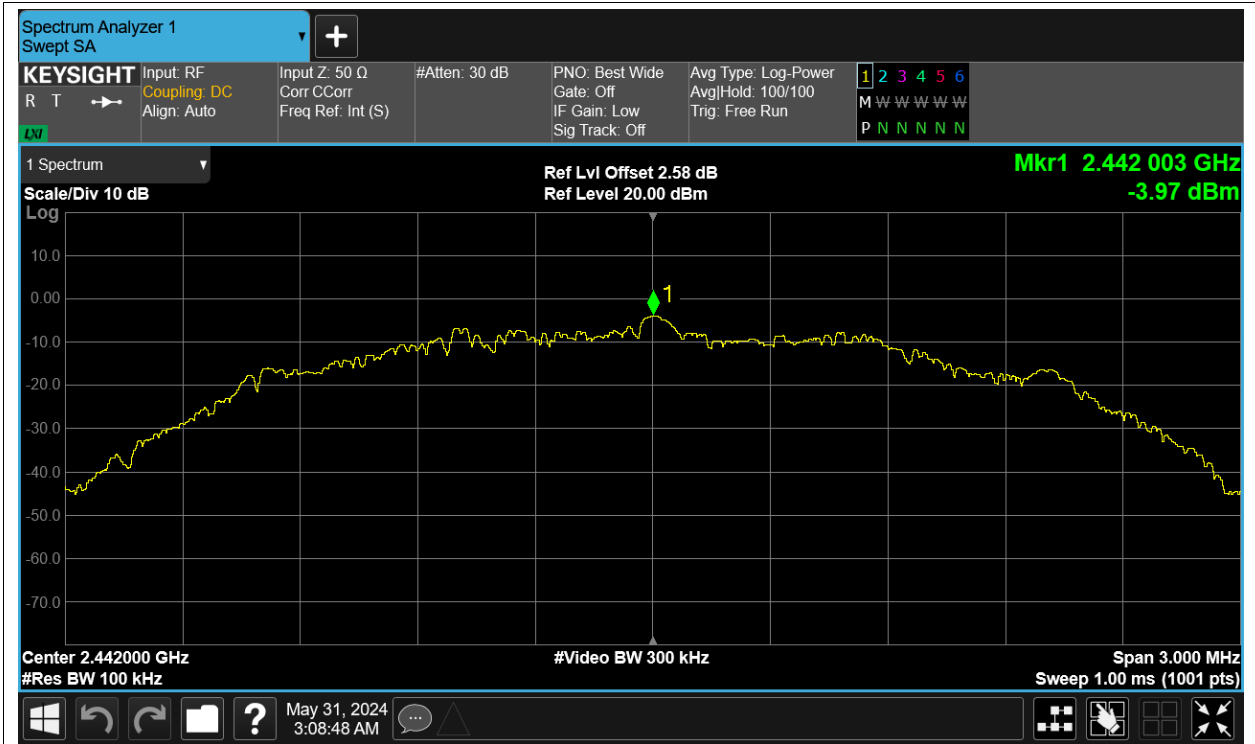 Spectrum Analyzer 1
Swept SA
KEYSIGHT
R T
LXI
Input: RF
Coupling: DC
Align: Auto
Input Z: 50 Ω
Corr CCorr
Freq Ref: Int (S)
#Atten: 30 dB
PNO: Best Wide
Gate: Off
IF Gain: Low
Sig Track: Off
Avg Type: Log-Power
Avg|Hold: 100/100
Trig: Free Run
1 2 3 4 5 6
M W W W W W
P N N N N N
1 Spectrum
Scale/Div 10 dB
Log
Ref Lvl Offset 2.58 dB
Ref Level 20.00 dBm
Mkr1 2.442 003 GHz
-3.97 dBm
10.0
0.00
-10.0
-20.0
-30.0
-40.0
-50.0
-60.0
-70.0
1
Center 2.442000 GHz
#Video BW 300 kHz
Span 3.000 MHz
#Res BW 100 kHz
Sweep 1.00 ms (1001 pts)
?
May 31, 2024
3:08:48 AM